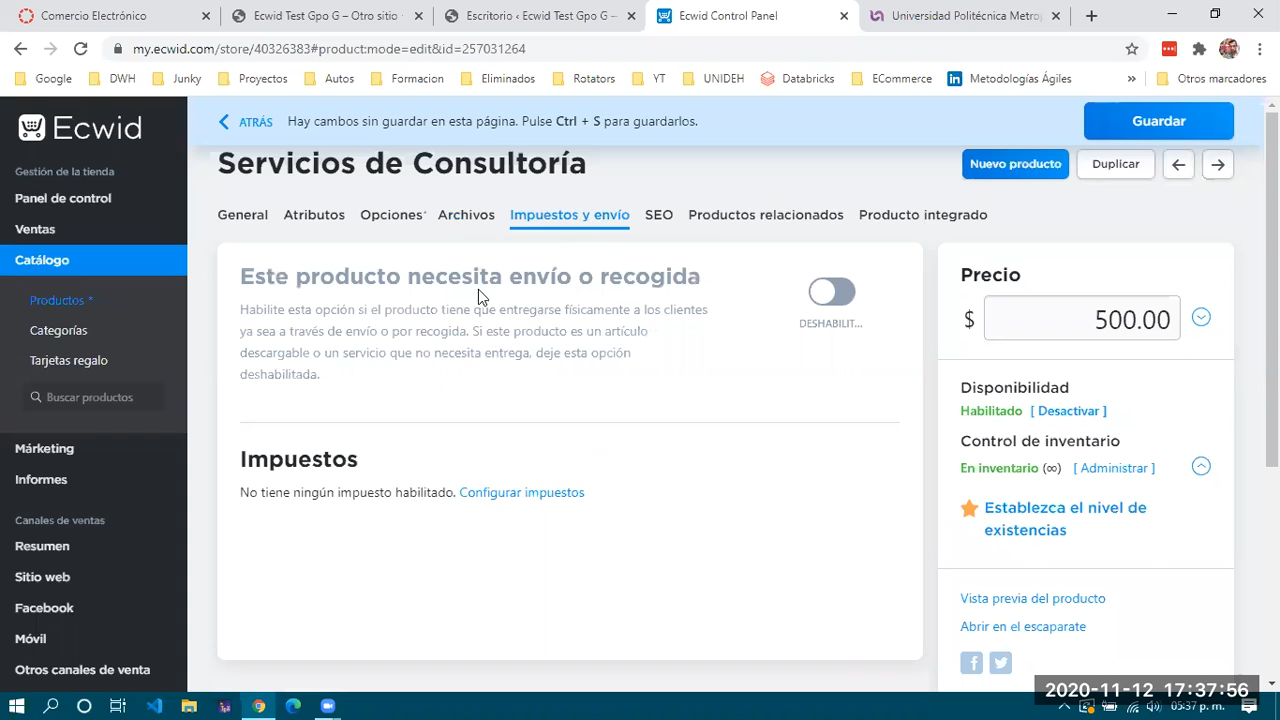 Comercio Electrónico
Ecwid Test Gpo G – Otro sitio
Escritorio ‹ Ecwid Test Gpo G –
Ecwid Control Panel
Universidad Politécnica Metro
my.ecwid.com/store/40326383#product:mode=edit&id=257031264
Google
DWH
Junky
Proyectos
Autos
Formacion
Eliminados
Rotators
YT
UNIDEH
Databricks
ECommerce
Metodologías Ágiles
»
Otros marcadores
Ecwid
Gestión de la tienda
Panel de control
Ventas
Catálogo
Productos *
Categorías
Tarjetas regalo
Buscar productos
Márketing
Informes
Canales de ventas
Resumen
Sitio web
Facebook
Móvil
Otros canales de venta
ATRÁS
Hay cambos sin guardar en esta página. Pulse Ctrl + S para guardarlos.
Guardar
Servicios de Consultoría
Nuevo producto
Duplicar
General
Atributos
Opciones*
Archivos
Impuestos y envío
SEO
Productos relacionados
Producto integrado
Este producto necesita envío o recogida
Habilite esta opción si el producto tiene que entregarse físicamente a los clientes
ya sea a través de envío o por recogida. Si este producto es un artículo
descargable o un servicio que no necesita entrega, deje esta opción
deshabilitada.
DESHABILIT...
Impuestos
No tiene ningún impuesto habilitado. Configurar impuestos
Precio
$ 500.00
Disponibilidad
Habilitado [ Desactivar ]
Control de inventario
En inventario (∞) [ Administrar ]
Establezca el nivel de
existencias
Vista previa del producto
Abrir en el escaparate
2020-11-12 17:37:56
05:37 p. m.